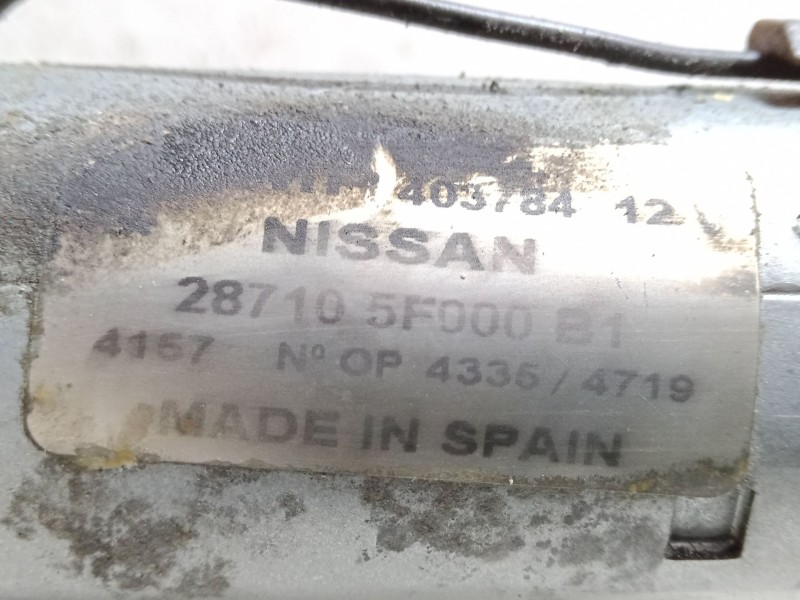 403784 12
NISSAN
28710 5F000 B1
4157 Nº OP 4335 / 4719
MADE IN SPAIN